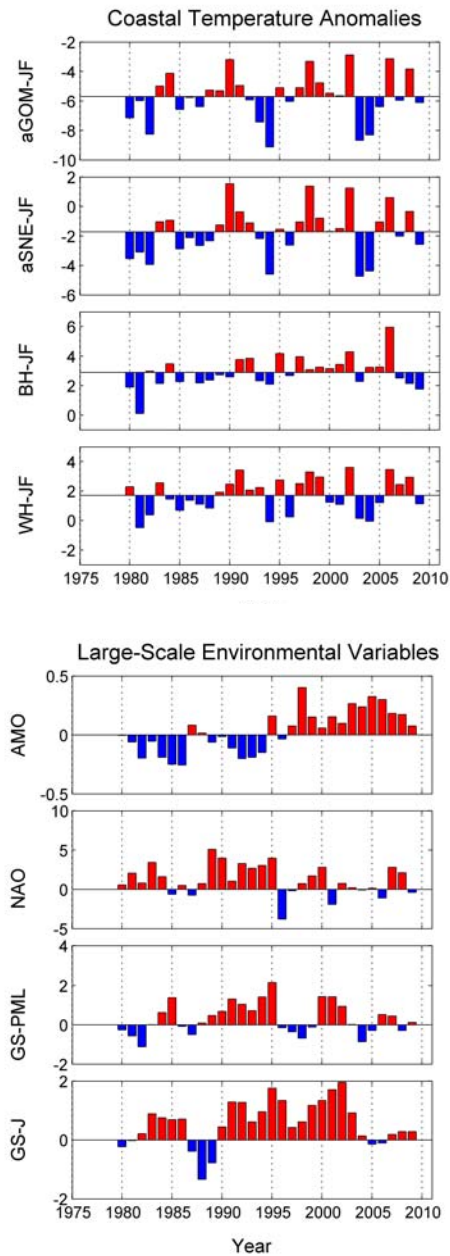 Coastal Temperature Anomalies
-2
-4
-6
-8
-10
aGOM-JF
2
0
-2
-4
-6
aSNE-JF
6
4
2
0
BH-JF
4
2
0
-2
WH-JF
1975 1980 1985 1990 1995 2000 2005 2010
Large-Scale Environmental Variables
0.5
0
-0.5
AMO
10
5
0
-5
NAO
4
2
0
-2
GS-PML
2
0
-2
GS-J
1975 1980 1985 1990 1995 2000 2005 2010
Year